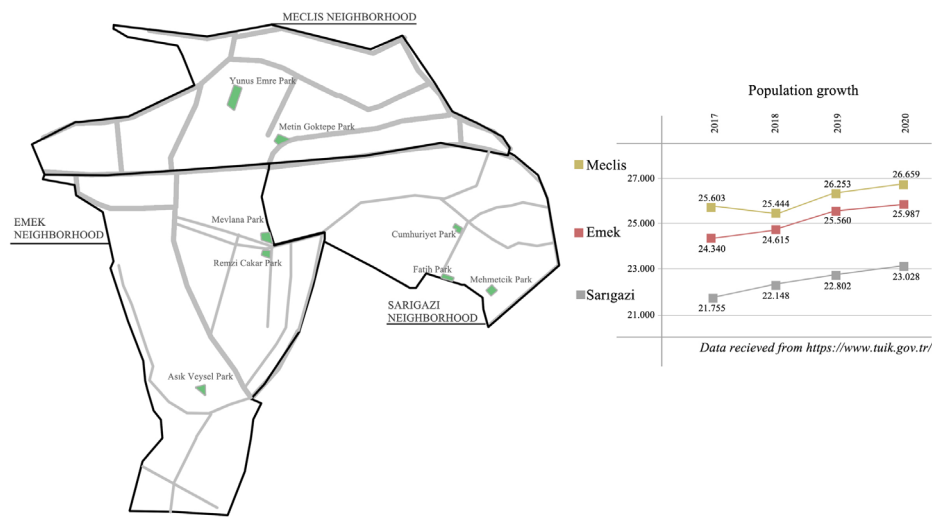 MECLIS NEIGHBORHOOD
Yunus Emre Park
Metin Goktepe Park
EMEK
NEIGHBORHOOD
Mevlana Park
Remzi Cakar Park
Cumhuriyet Park
Fatih Park
Mehmetcik Park
SARIGAZI
NEIGHBORHOOD
Asık Veysel Park
Population growth
2017
2018
2019
2020
Meclis
Emek
Sarıgazi
27.000
25.000
23.000
21.000
25.603
25.444
26.253
26.659
24.340
24.615
25.560
25.987
21.755
22.148
22.802
23.028
Data recieved from https://www.tuik.gov.tr/